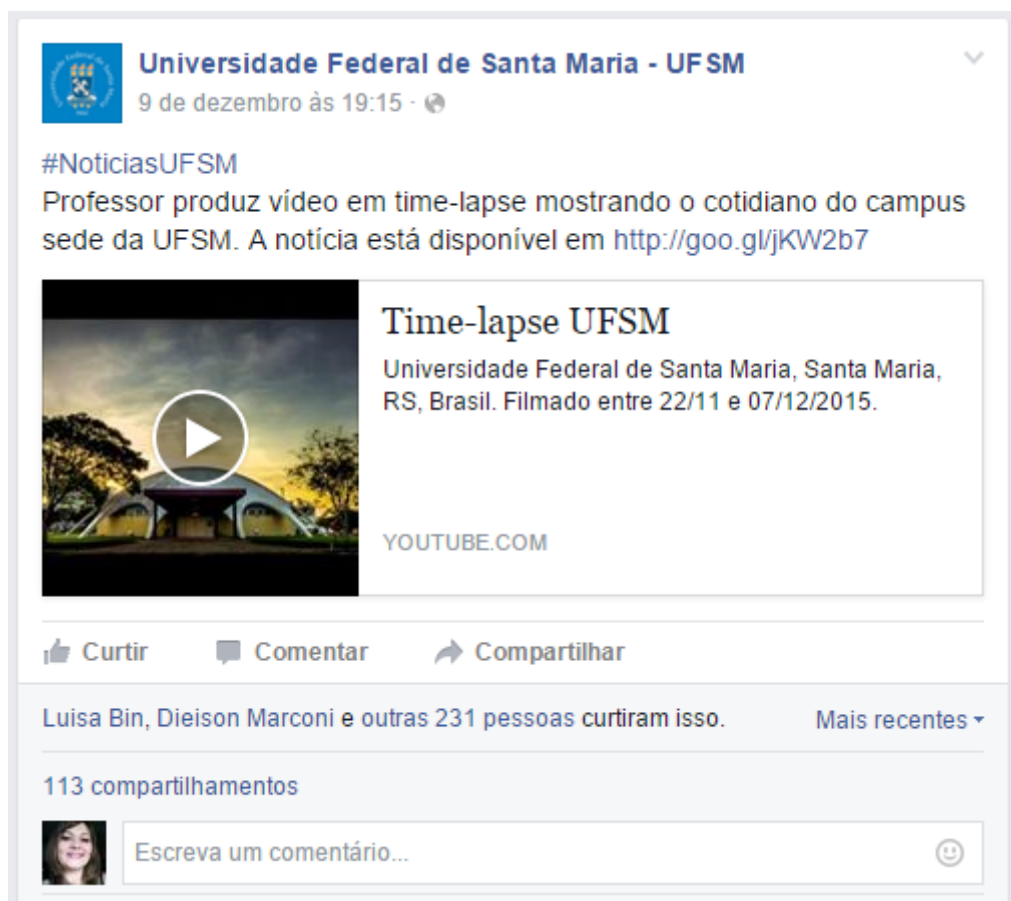 Universidade Federal de Santa Maria - UFSM
9 de dezembro às 19:15 ·
#NoticiasUFSM
Professor produz vídeo em time-lapse mostrando o cotidiano do campus
sede da UFSM. A notícia está disponível em http://goo.gl/jKW2b7
Time-lapse UFSM
Universidade Federal de Santa Maria, Santa Maria,
RS, Brasil. Filmado entre 22/11 e 07/12/2015.
YOUTUBE.COM
Curtir Comentar Compartilhar
Luisa Bin, Dieison Marconi e outras 231 pessoas curtiram isso. Mais recentes
113 compartilhamentos
Escreva um comentário...